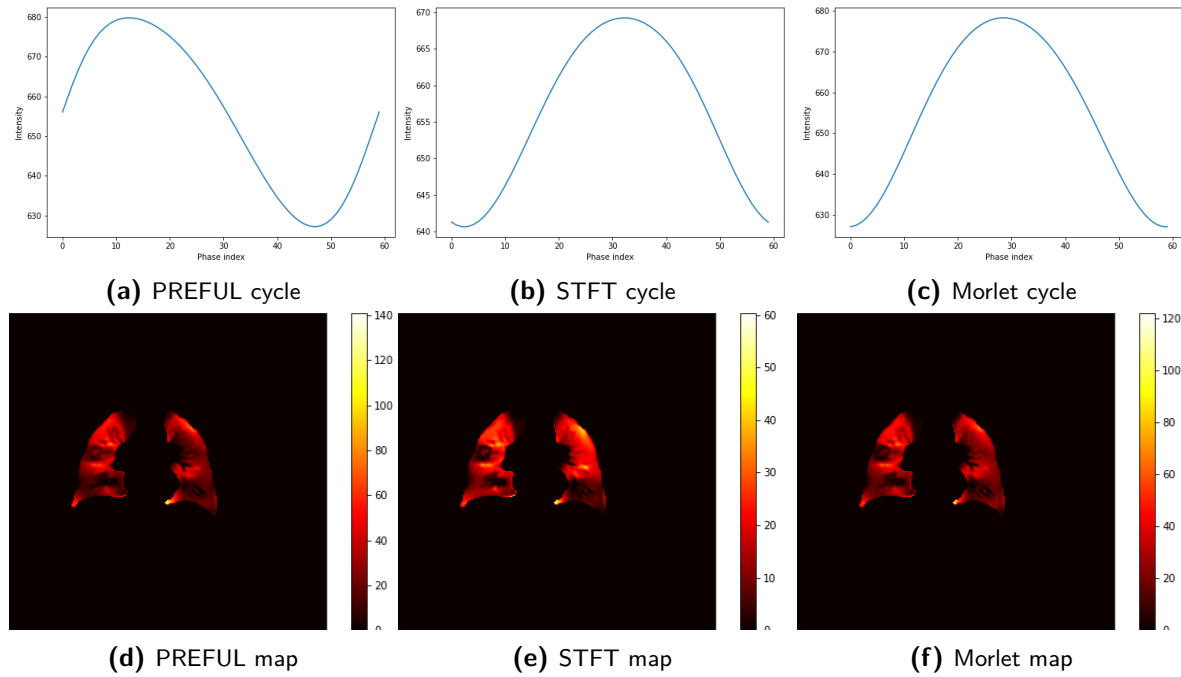 680
670
660
650
640
630
Intensity
0 10 20 30 40 50 60
Phase index
670
665
660
655
650
645
640
Intensity
0 10 20 30 40 50 60
Phase index
680
670
660
650
640
630
Intensity
0 10 20 30 40 50 60
Phase index
(a) PREFUL cycle
(b) STFT cycle
(c) Morlet cycle
140
120
100
80
60
40
20
0
60
50
40
30
20
10
0
120
100
80
60
40
20
0
(d) PREFUL map
(e) STFT map
(f) Morlet map